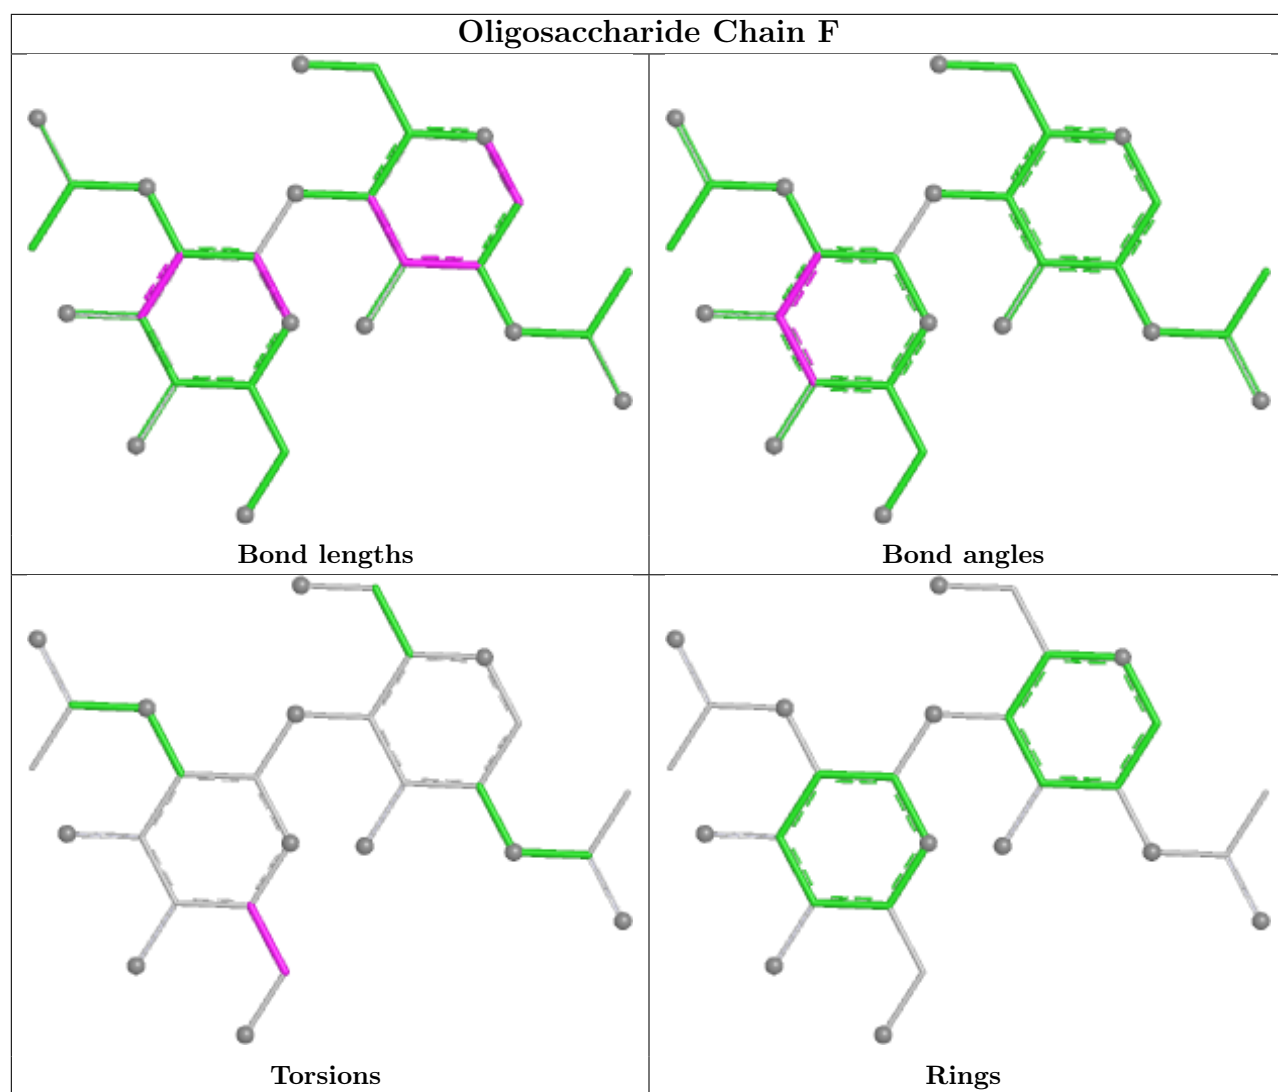 Oligosaccharide Chain F
Bond lengths
Bond angles
Torsions
Rings